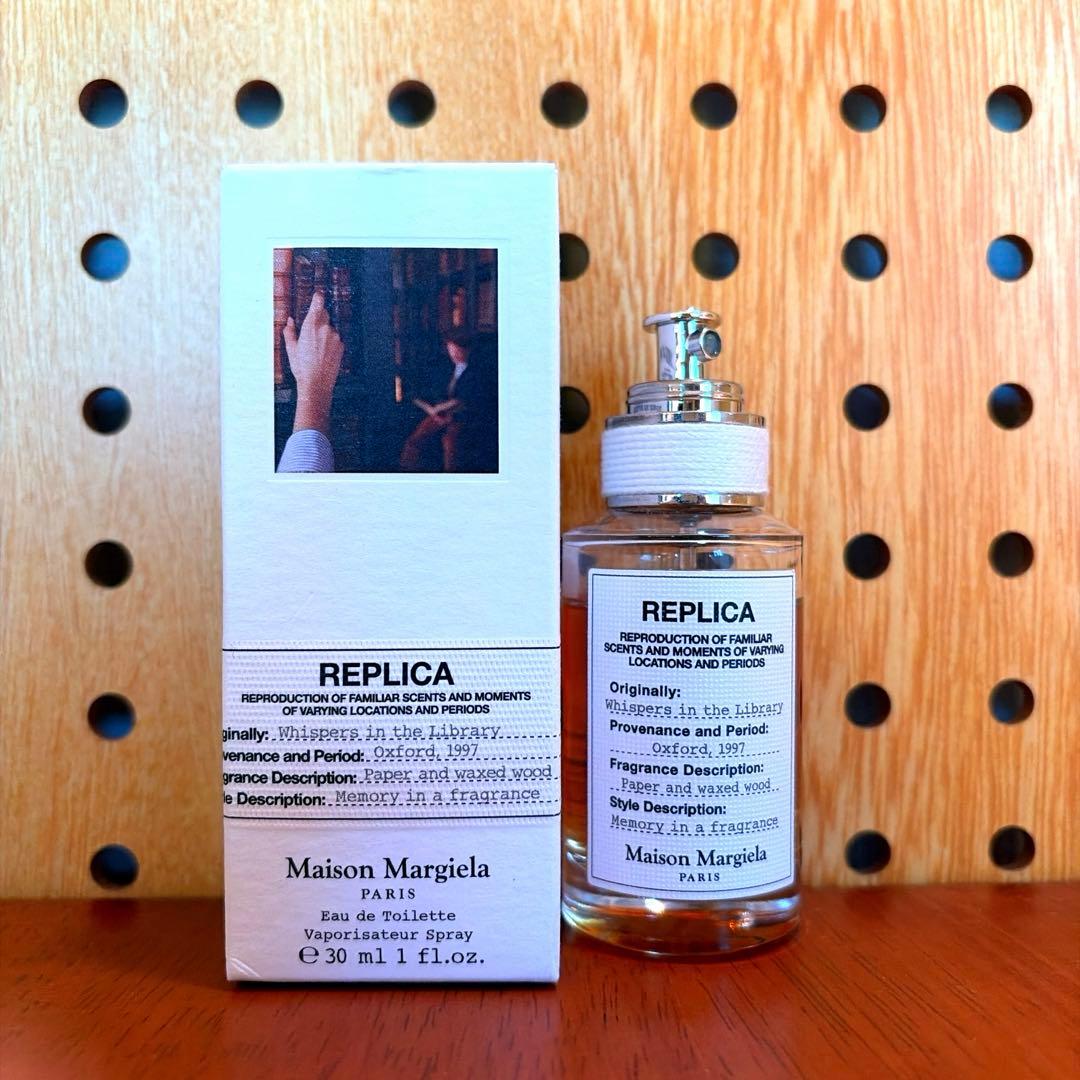 REPLICA
REPRODUCTION OF FAMILIAR SCENTS AND MOMENTS
OF VARYING LOCATIONS AND PERIODS
ginally: Whispers in the Library
venance and Period: Oxford, 1997
grance Description: Paper and waxed wood
le Description: Memory in a fragrance
Maison Margiela
PARIS
Eau de Toilette
Vaporisateur Spray
℮ 30 ml 1 fl.oz.
REPLICA
REPRODUCTION OF FAMILIAR
SCENTS AND MOMENTS OF VARYING
LOCATIONS AND PERIODS
Originally:
Whispers in the Library
Provenance and Period:
Oxford, 1997
Fragrance Description:
Paper and waxed wood
Style Description:
Memory in a fragrance
Maison Margiela
PARIS